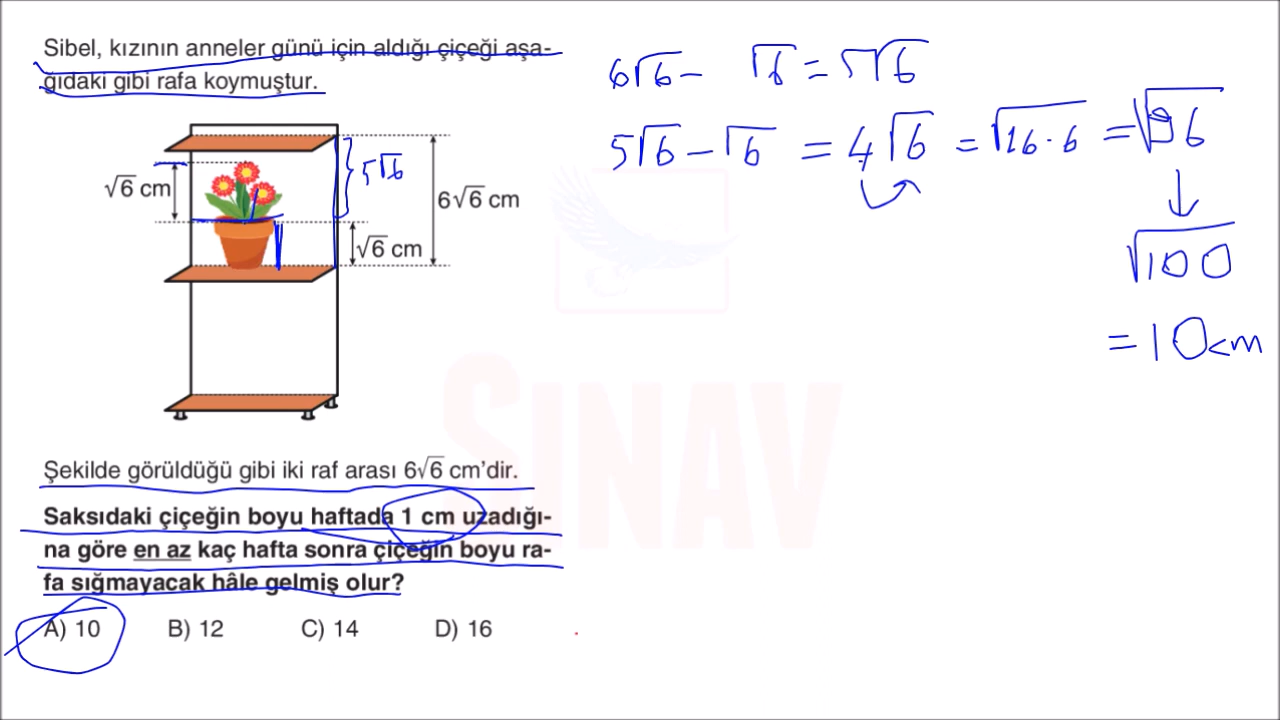 Sibel, kızının anneler günü için aldığı çiçeği aşa-
ğıdaki gibi rafa koymuştur.
√6 cm
5√6
6√6 cm
√6 cm
6√6 - √6 = 5√6
5√6 - √6 = 4√6 = √16·6 = √96
√100
= 10cm
SINAV
Şekilde görüldüğü gibi iki raf arası 6√6 cm'dir.
Saksıdaki çiçeğin boyu haftada 1 cm uzadığı-
na göre en az kaç hafta sonra çiçeğin boyu ra-
fa sığmayacak hâle gelmiş olur?
A) 10 B) 12 C) 14 D) 16